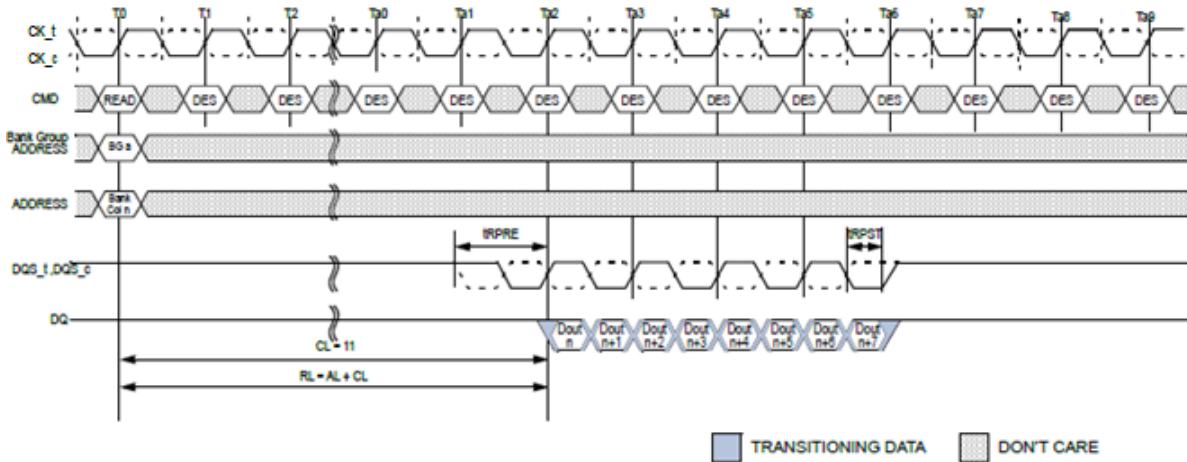 T0 T1 T2 Ta0 Ta1 Ta2 Ta3 Ta4 Ta5 Ta6 Ta7 Ta8 Ta9
CK_t
CK_c
CMD READ DES DES DES DES DES DES DES DES DES DES DES DES
Bank Group
ADDRESS
BG a
ADDRESS
Bank
Col n
tRPRE tRPST
DQS_t,DQS_c
DQ
Dout n
Dout n+1
Dout n+2
Dout n+3
Dout n+4
Dout n+5
Dout n+6
Dout n+7
CL = 11
RL = AL + CL
TRANSITIONING DATA DON'T CARE